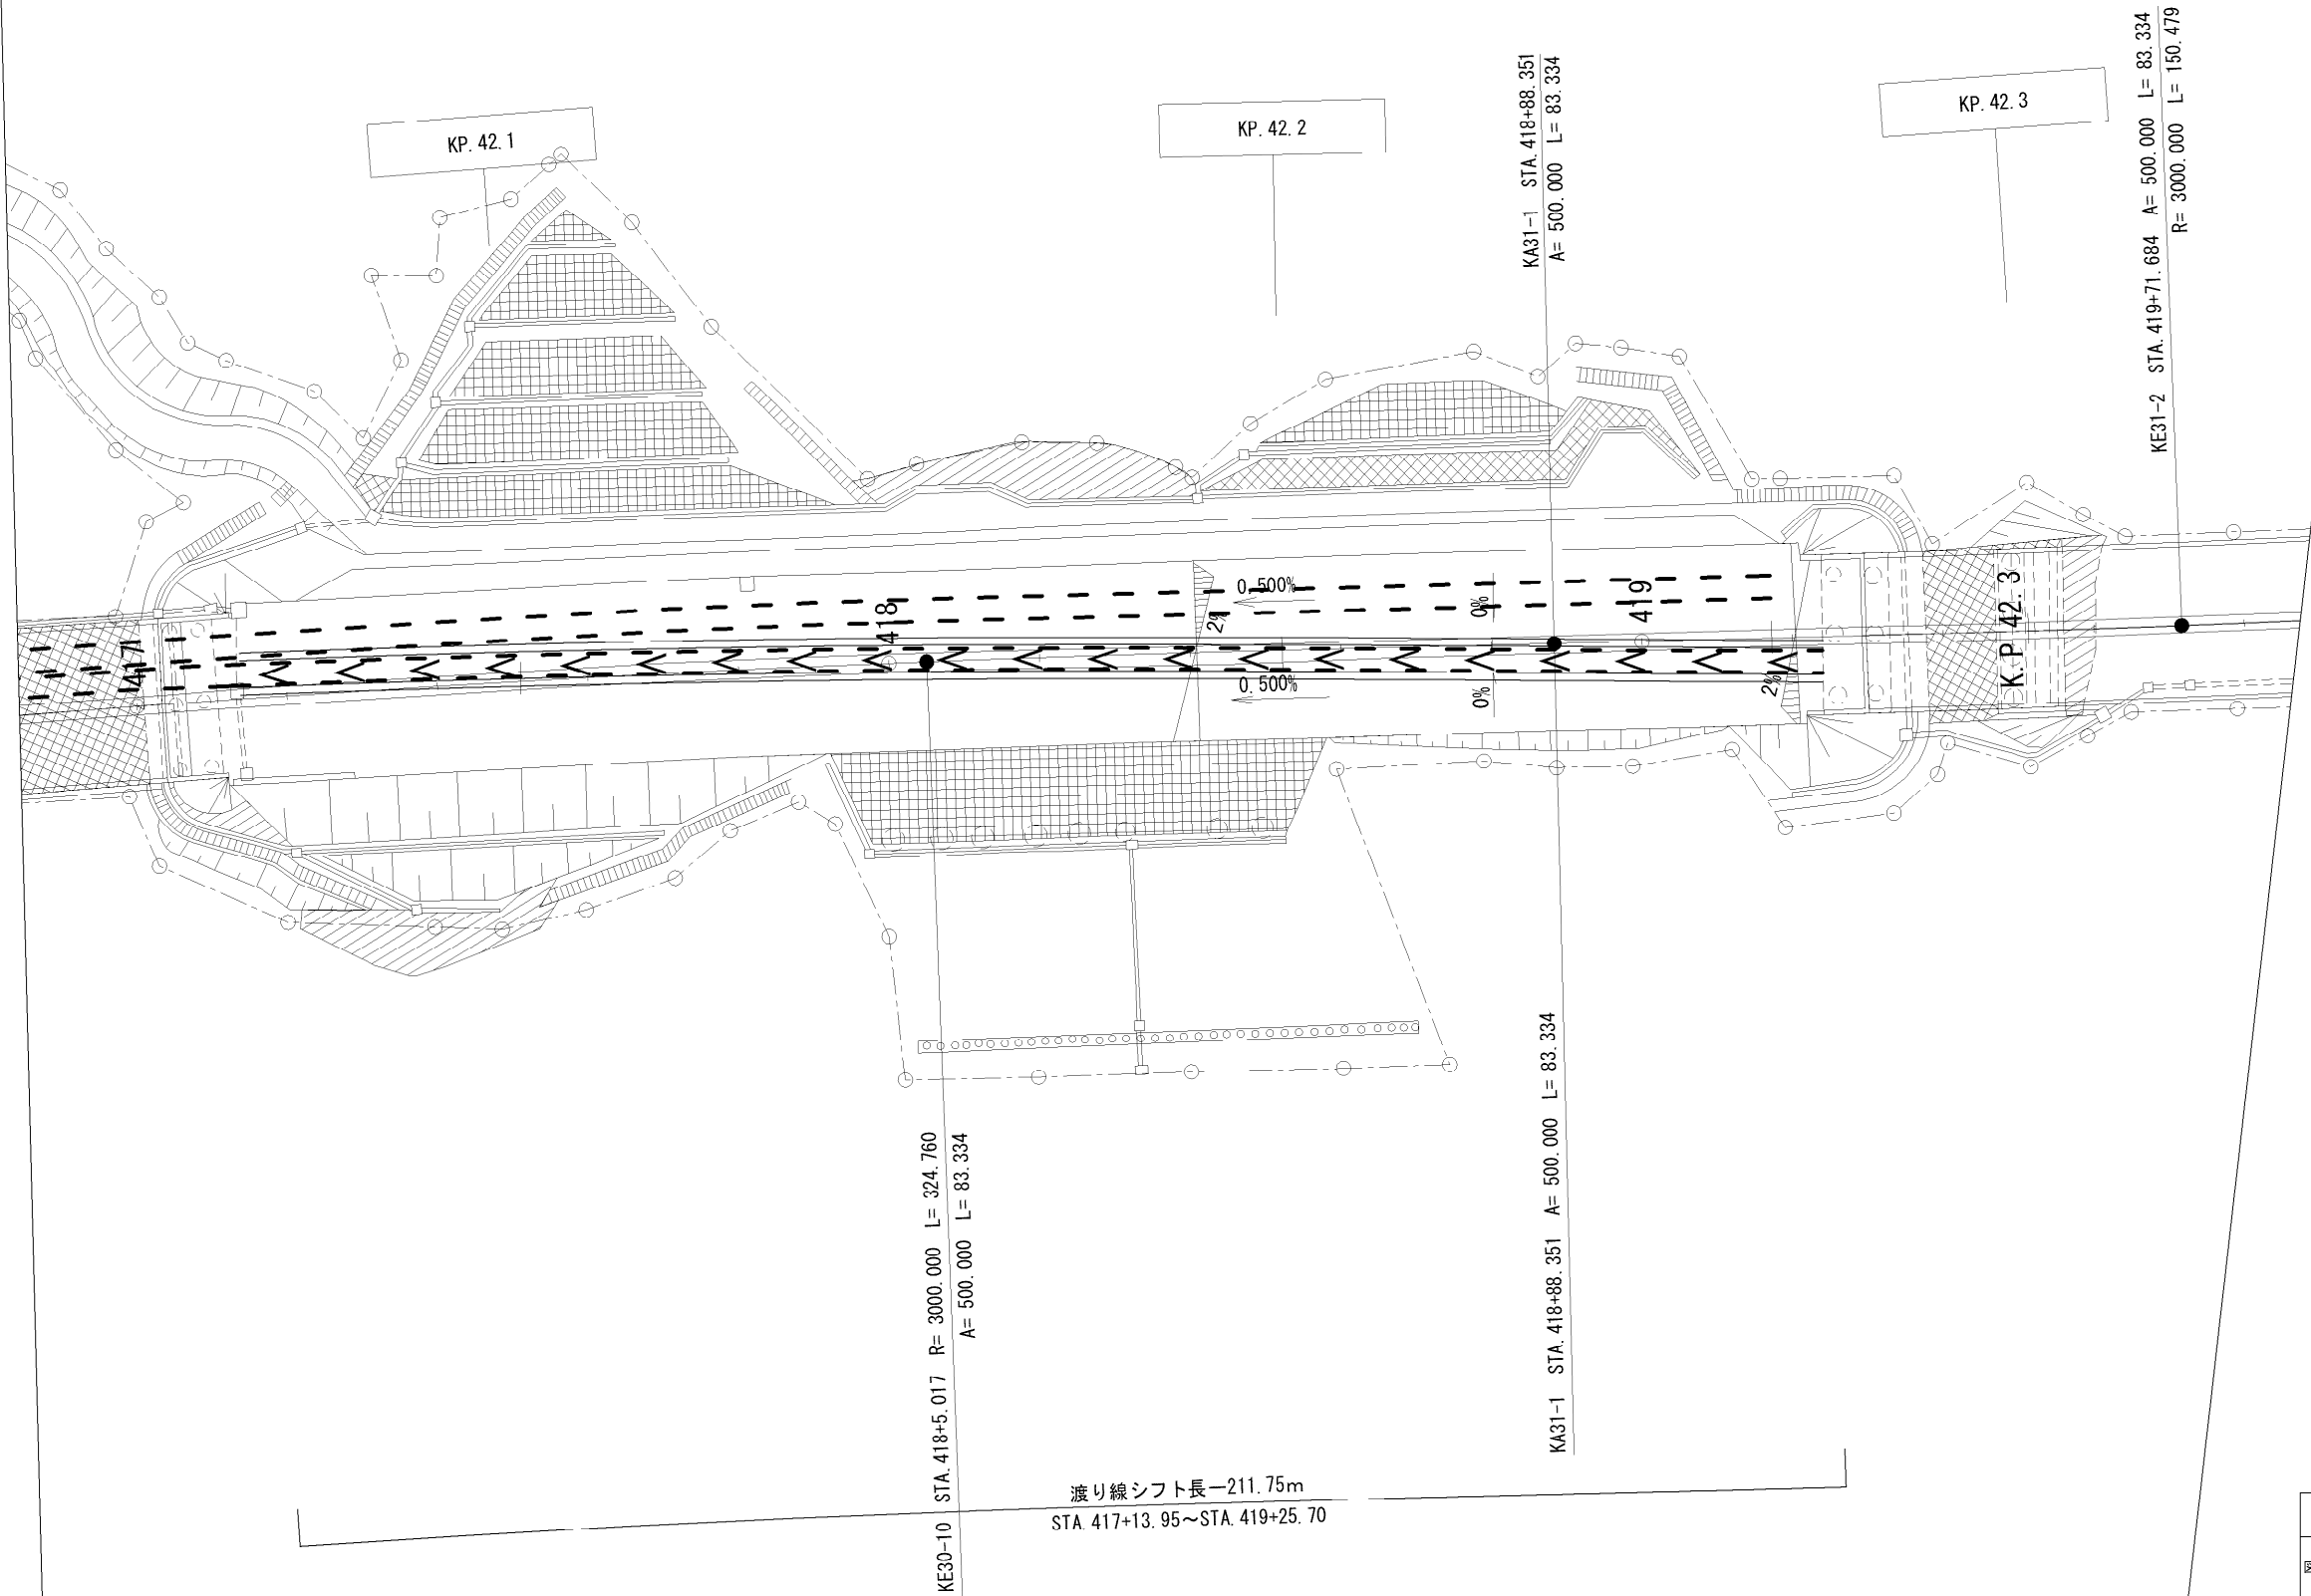 KP. 42. 1
KP. 42. 2
KP. 42. 3
KA31-1 STA. 418+88. 351
A= 500. 000 L= 83. 334
KE31-2 STA. 419+71. 684 A= 500. 000 L= 83. 334
R= 3000. 000 L= 150. 479
417
418
419
0. 500%
2%
0%
0. 500%
0%
2%
K. P 42. 3
KE30-10 STA. 418+5. 017 R= 3000. 000 L= 324. 760
A= 500. 000 L= 83. 334
KA31-1 STA. 418+88. 351 A= 500. 000 L= 83. 334
渡り線シフト長ー211. 75m
STA. 417+13. 95～STA. 419+25. 70